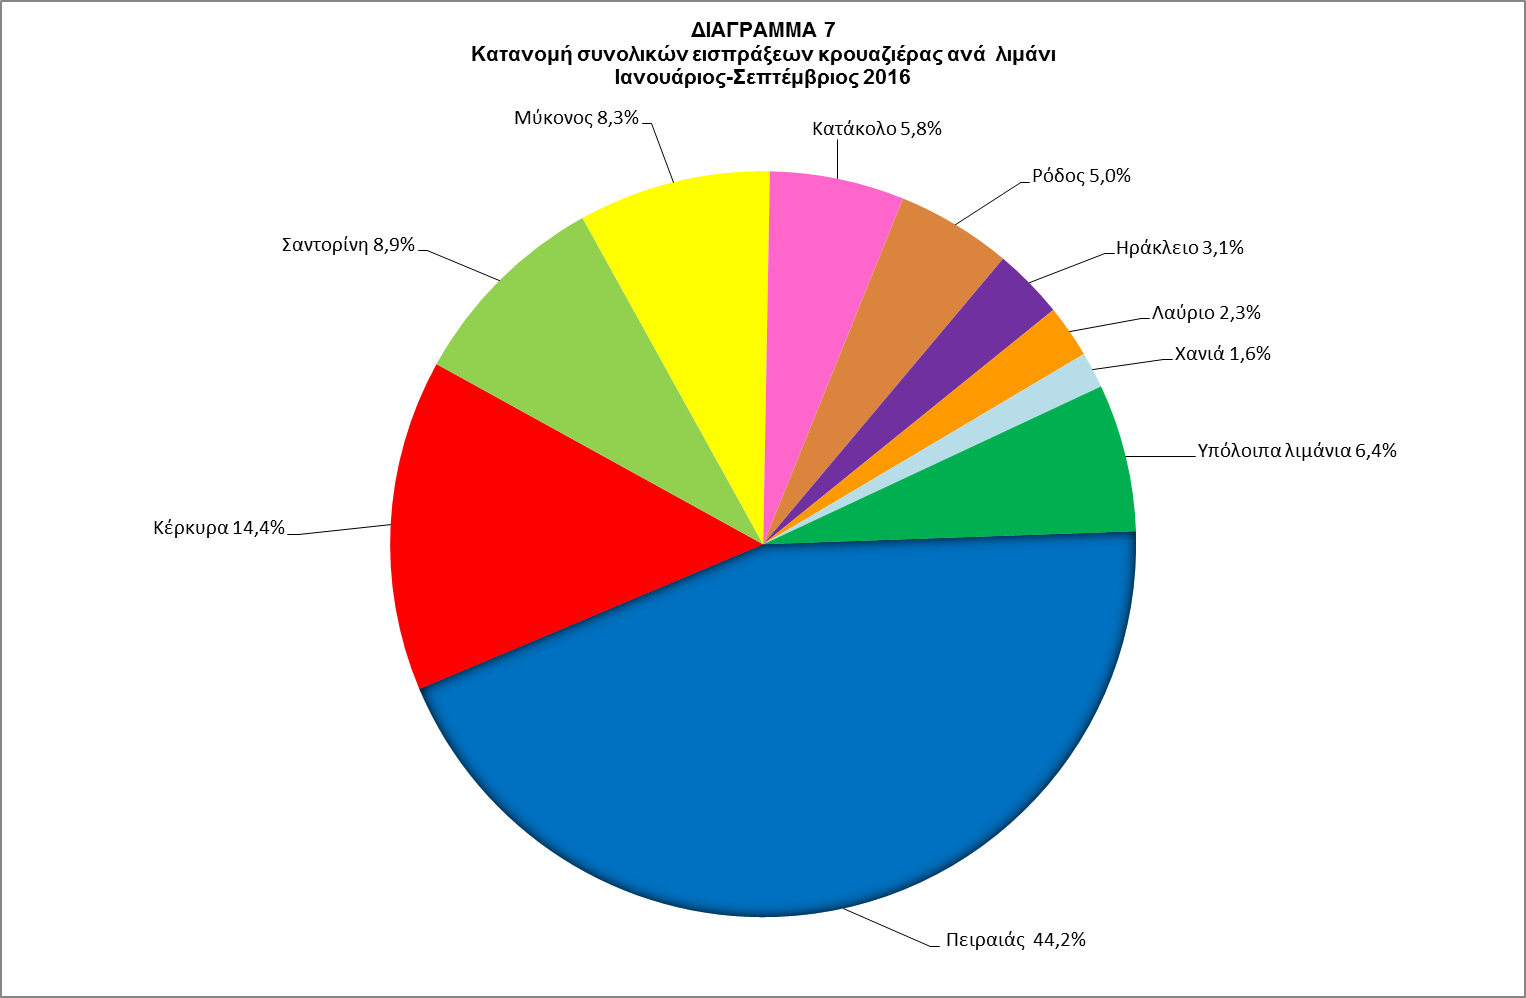 ΔΙΑΓΡΑΜΜΑ 7
Κατανομή συνολικών εισπράξεων κρουαζιέρας ανά λιμάνι
Ιανουάριος-Σεπτέμβριος 2016
Μύκονος 8,3%
Κατάκολο 5,8%
Ρόδος 5,0%
Σαντορίνη 8,9%
Ηράκλειο 3,1%
Λαύριο 2,3%
Χανιά 1,6%
Υπόλοιπα λιμάνια 6,4%
Κέρκυρα 14,4%
Πειραιάς 44,2%